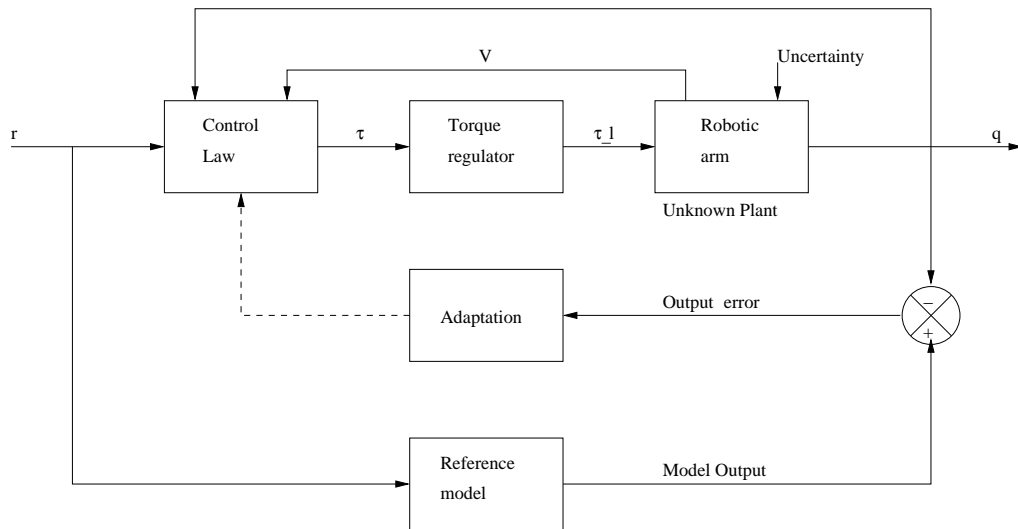 V
Uncertainty
r
Control
Law
τ
Torque
regulator
τ_l
Robotic
arm
q
Unknown Plant
Adaptation
Output error
−
+
Reference
model
Model Output